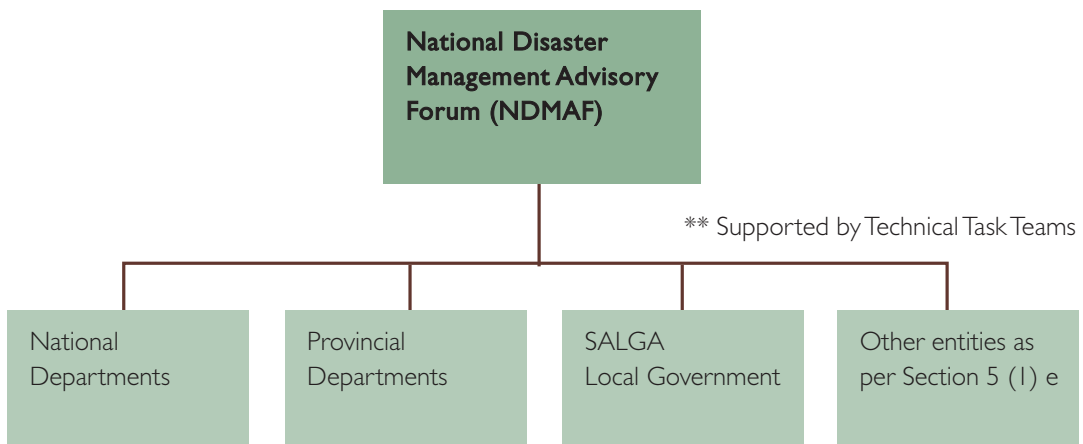 National Disaster
Management Advisory
Forum (NDMAF)
** Supported by Technical Task Teams
National
Departments
Provincial
Departments
SALGA
Local Government
Other entities as
per Section 5 (1) e